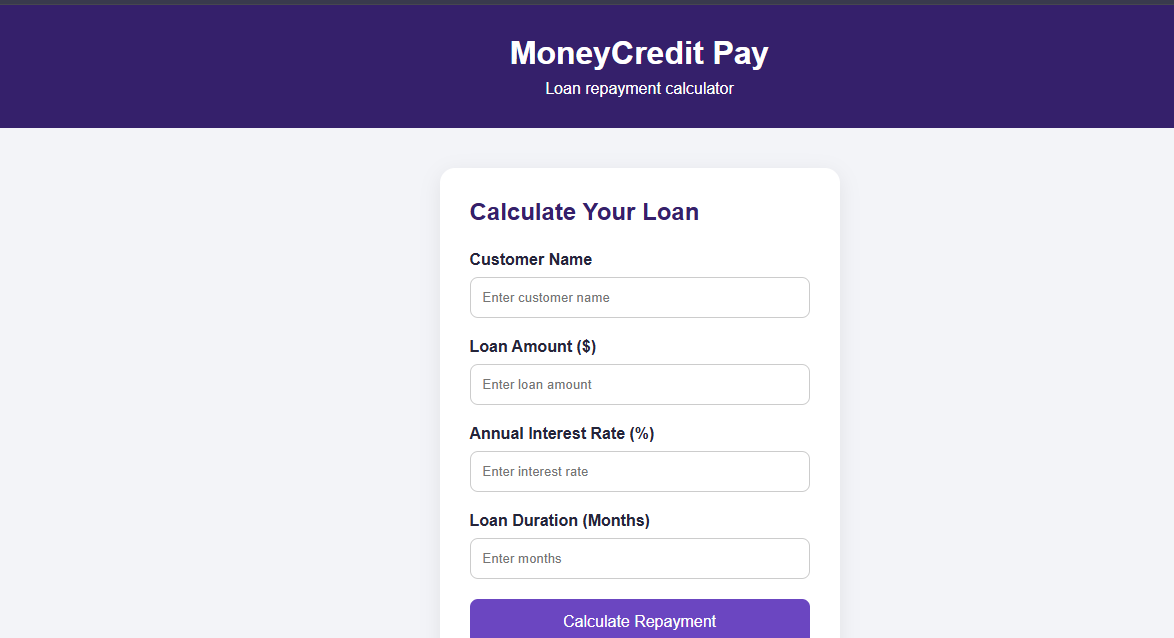 MoneyCredit Pay
Loan repayment calculator
Calculate Your Loan
Customer Name
Enter customer name
Loan Amount ($)
Enter loan amount
Annual Interest Rate (%)
Enter interest rate
Loan Duration (Months)
Enter months
Calculate Repayment